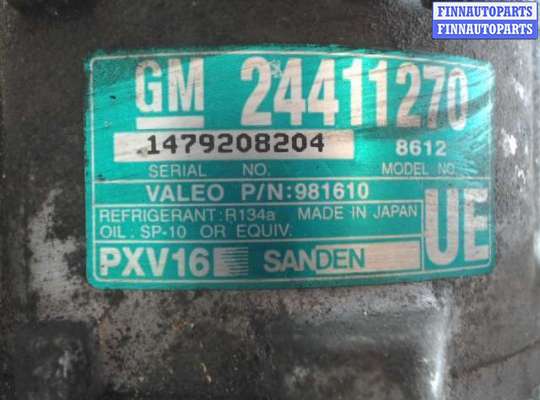 FINNAUTOPARTS
FINNAUTOPARTS
GM 24411270
1479208204 8612
SERIAL NO. MODEL NO.
VALEO P/N:981610
REFRIGERANT:R134a MADE IN JAPAN
OIL: SP-10 OR EQUIV.
UE
PXV16 SANDEN